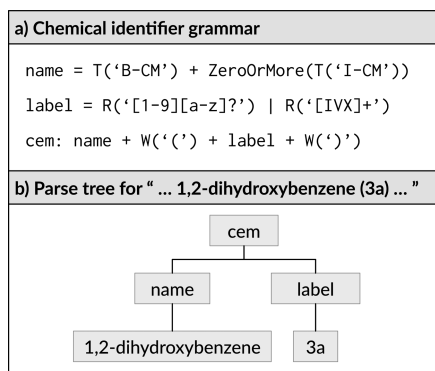 a) Chemical identifier grammar
name = T(‘B-CM’) + ZeroOrMore(T(‘I-CM’))
label = R(‘[1-9][a-z]?’) | R(‘[IVX]+’)
cem: name + W(‘(’) + label + W(‘)’)
b) Parse tree for “ ... 1,2-dihydroxybenzene (3a) ... ”
cem
name label
1,2-dihydroxybenzene 3a